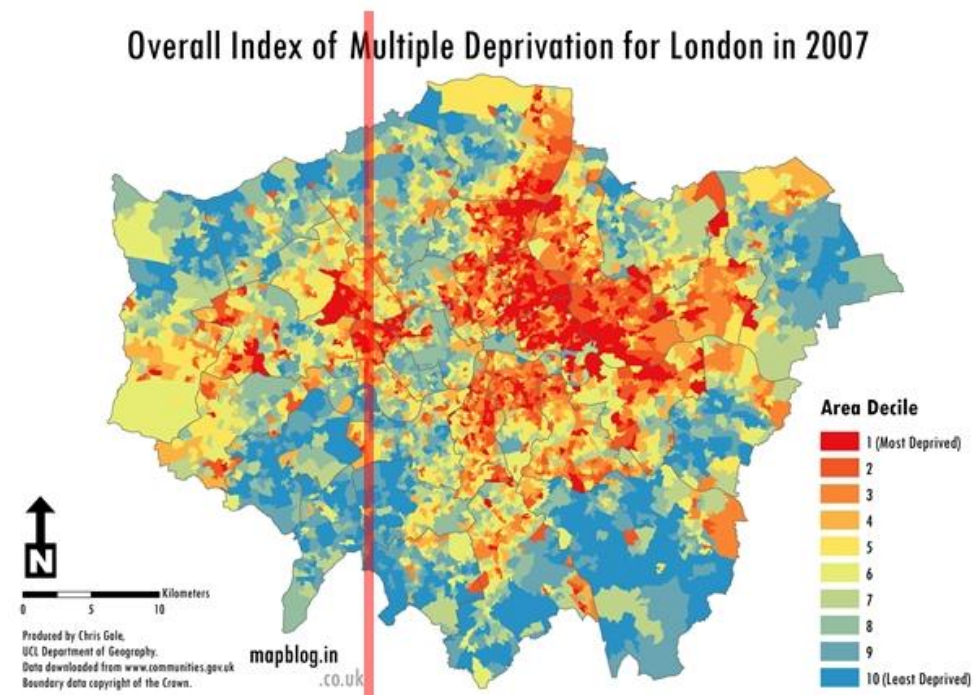 Overall Index of Multiple Deprivation for London in 2007
Area Decile
1 (Most Deprived)
2
3
4
5
6
7
8
9
10 (Least Deprived)
N
Kilometers
0 5 10
Produced by Chris Gale,
UCL Department of Geography.
Data downloaded from www.communities.gov.uk
Boundary data copyright of the Crown.
mapblog.in
.co.uk